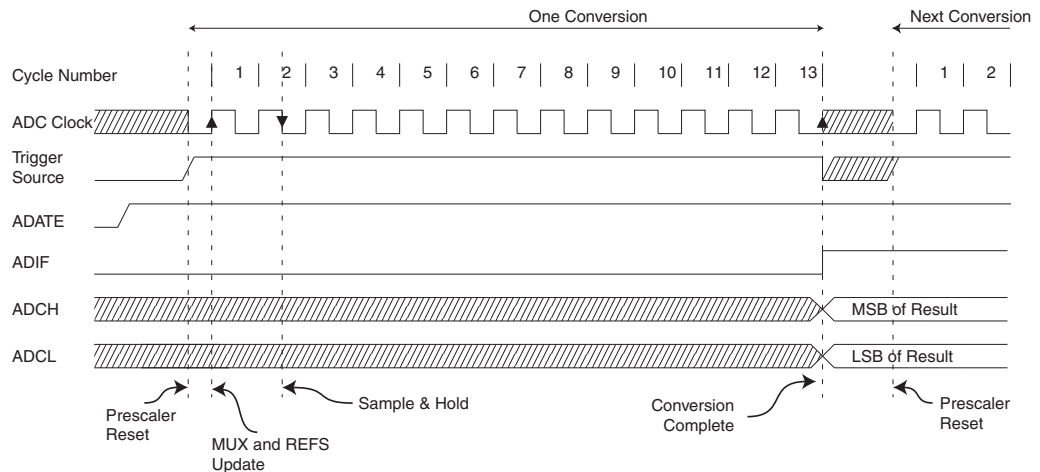 One Conversion Next Conversion
Cycle Number 1 2 3 4 5 6 7 8 9 10 11 12 13 1 2
ADC Clock
Trigger
Source
ADATE
ADIF
ADCH MSB of Result
ADCL LSB of Result
Prescaler
Reset
MUX and REFS
Update
Sample & Hold
Conversion
Complete
Prescaler
Reset